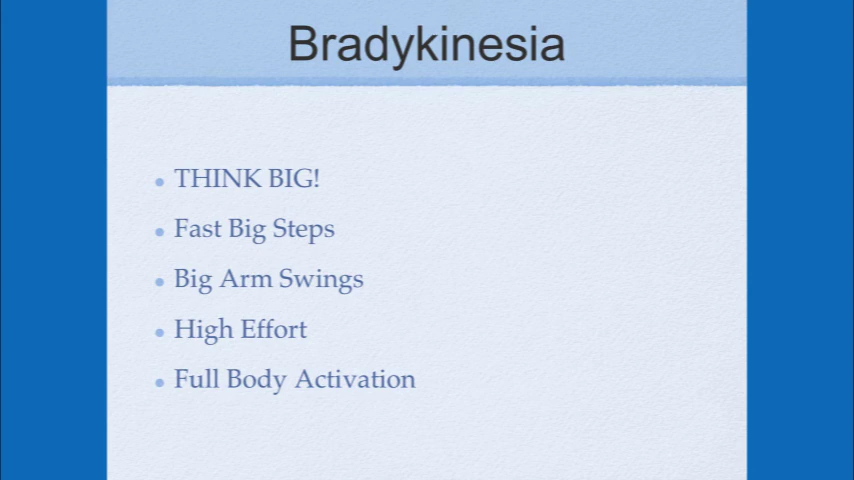 Bradykinesia
THINK BIG!
Fast Big Steps
Big Arm Swings
High Effort
Full Body Activation